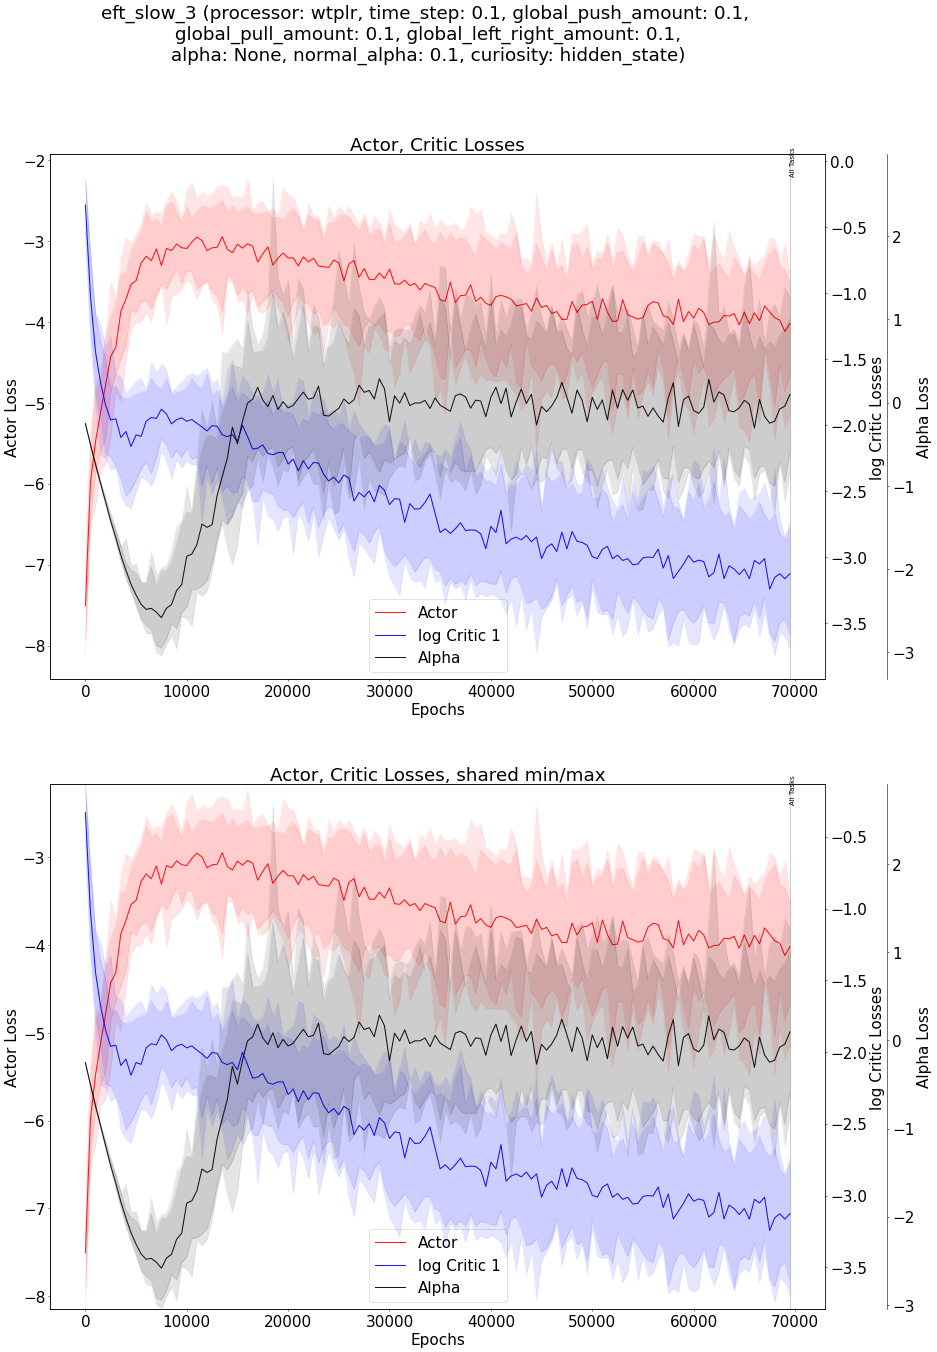 eft_slow_3 (processor: wtplr, time_step: 0.1, global_push_amount: 0.1,
global_pull_amount: 0.1, global_left_right_amount: 0.1,
alpha: None, normal_alpha: 0.1, curiosity: hidden_state)
Actor, Critic Losses
All Tasks
−2
−3
−4
−5
−6
−7
−8
Actor Loss
0.0
−0.5
−1.0
−1.5
−2.0
−2.5
−3.0
−3.5
log Critic Losses
2
1
0
−1
−2
−3
Alpha Loss
Actor
log Critic 1
Alpha
0 10000 20000 30000 40000 50000 60000 70000
Epochs
Actor, Critic Losses, shared min/max
All Tasks
−3
−4
−5
−6
−7
−8
Actor Loss
−0.5
−1.0
−1.5
−2.0
−2.5
−3.0
−3.5
log Critic Losses
2
1
0
−1
−2
−3
Alpha Loss
Actor
log Critic 1
Alpha
0 10000 20000 30000 40000 50000 60000 70000
Epochs